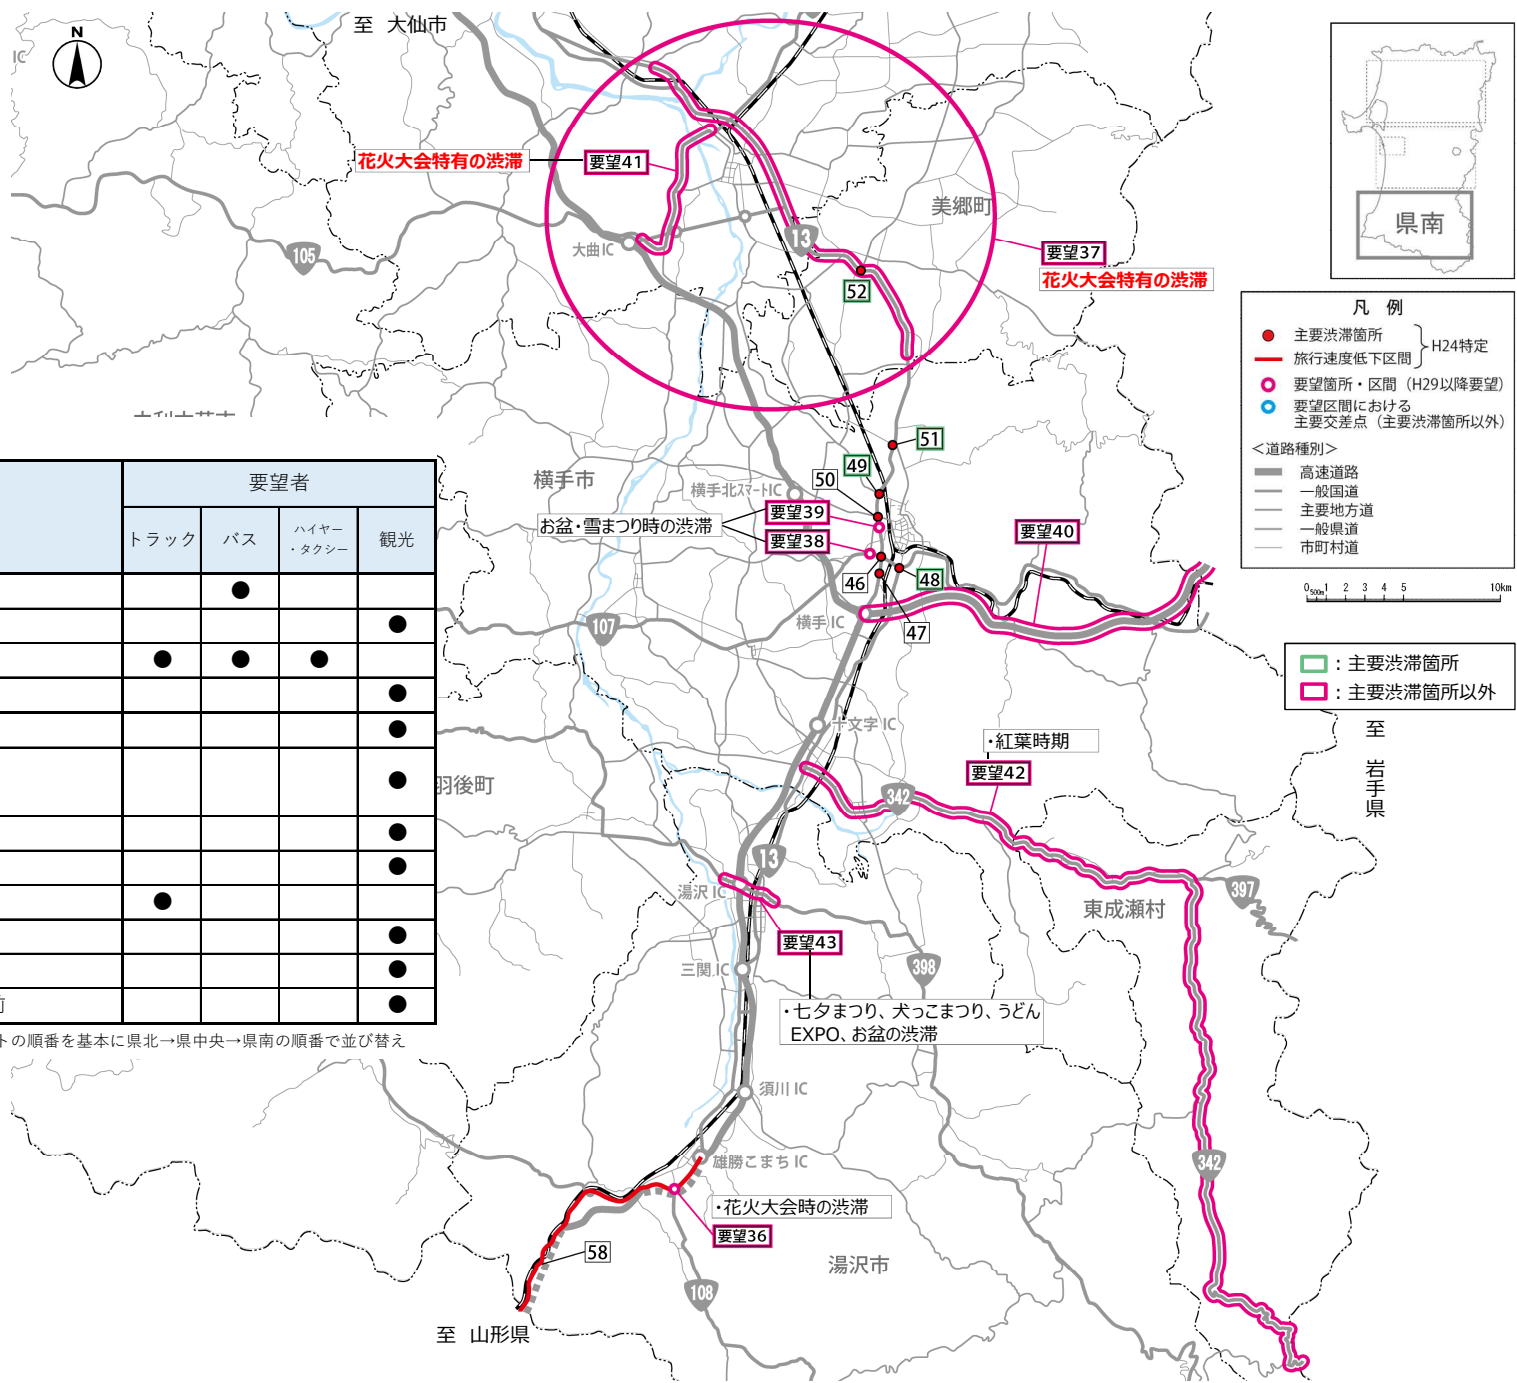 至 大仙市
N
IC
花火大会特有の渋滞
要望41
美郷町
13
大曲IC
105
要望37
花火大会特有の渋滞
52
県南
凡 例
主要渋滞箇所
旅行速度低下区間
H24特定
要望箇所・区間（H29以降要望）
要望区間における
主要交差点（主要渋滞箇所以外）
＜道路種別＞
高速道路
一般国道
主要地方道
一般県道
市町村道
0 500m 1 2 3 4 5 10km
：主要渋滞箇所
：主要渋滞箇所以外
51
49
50
横手市
横手北スマートIC
要望39
お盆・雪まつり時の渋滞
要望38
要望40
46
48
47
横手 IC
107
要望者
トラック
バス
ハイヤー
・タクシー
観光
●
●
● ● ●
●
●
●
●
●
●
●
●
前
●
トの順番を基本に県北→県中央→県南の順番で並び替え
十文字 IC
・紅葉時期
要望42
至 岩手県
羽後町
342
13
湯沢 IC
397
東成瀬村
要望43
三関 IC
398
・七夕まつり、犬っこまつり、うどん
EXPO、お盆の渋滞
須川 IC
雄勝こまち IC
342
・花火大会時の渋滞
要望36
58
湯沢市
108
至 山形県